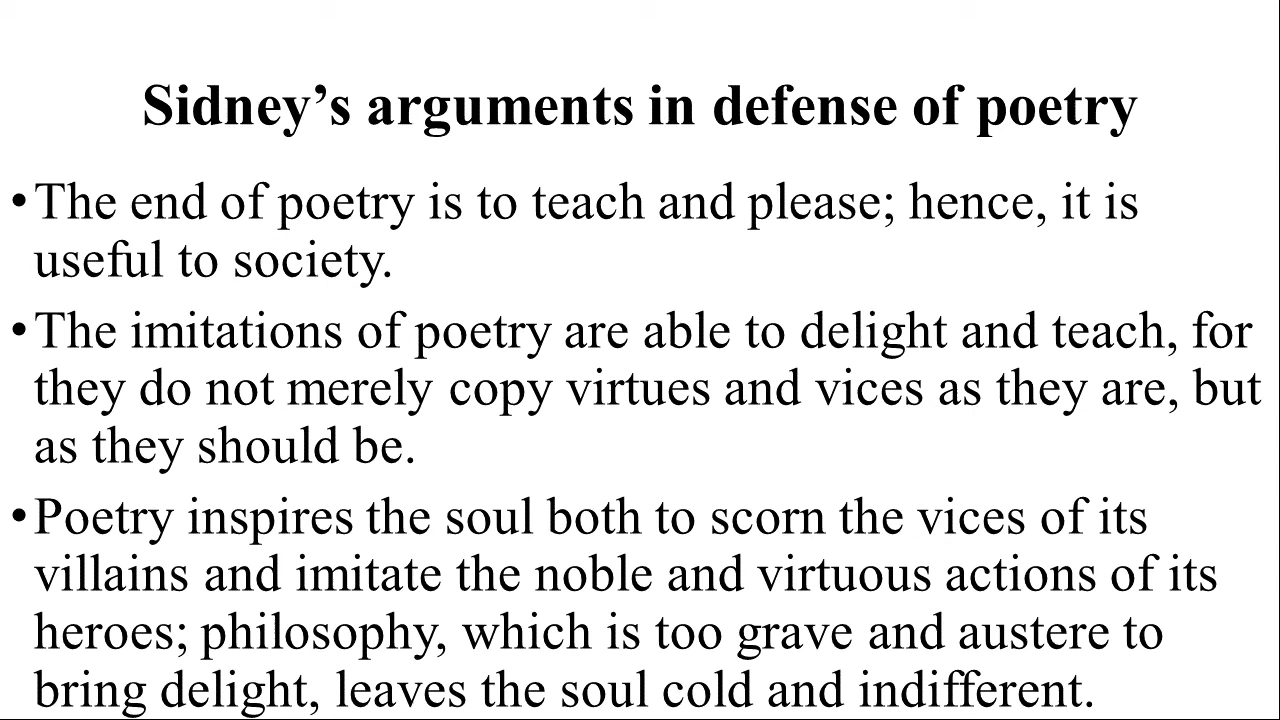 Sidney’s arguments in defense of poetry
•The end of poetry is to teach and please; hence, it is
useful to society.
•The imitations of poetry are able to delight and teach, for
they do not merely copy virtues and vices as they are, but
as they should be.
•Poetry inspires the soul both to scorn the vices of its
villains and imitate the noble and virtuous actions of its
heroes; philosophy, which is too grave and austere to
bring delight, leaves the soul cold and indifferent.